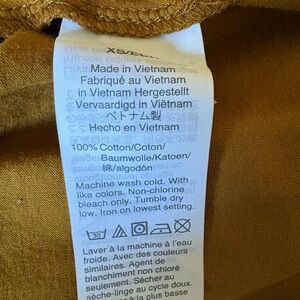 Made in Vietnam
Fabriqué au Vietnam
in Vietnam Hergestellt
Vervaardigd in Viëtnam
ベトナム製
Hecho en Vietnam
100% Cotton/Coton/
Baumwolle/Katoen/
綿/algodón
Machine wash cold. With
like colors. Non-chlorine
bleach only. Tumble dry
low. Iron on lowest setting.
30
Laver à la machine à l'eau
froide. Avec des couleurs
similaires. Agent de
blanchiment non chloré
seulement. Sécher au
sèche-linge au cycle doux.